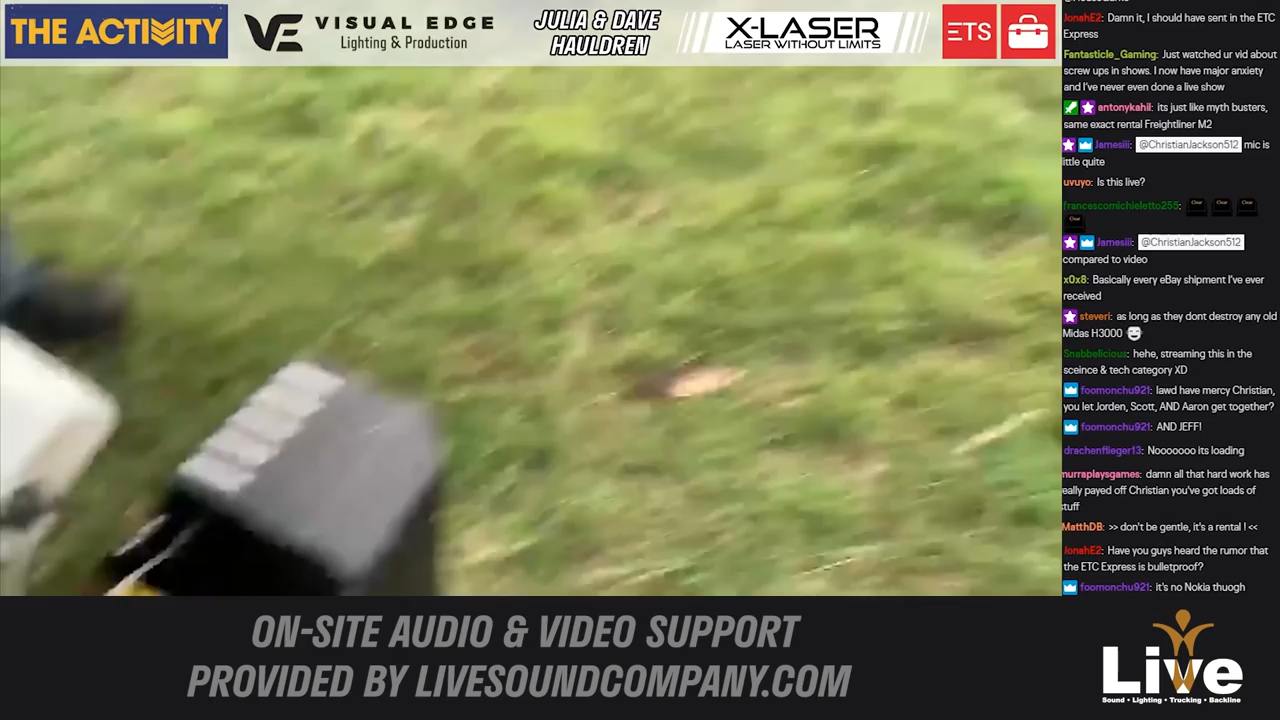 THE ACTIVITY
VE VISUAL EDGE
Lighting & Production
JULIA & DAVE
HAULDREN
X-LASER
LASER WITHOUT LIMITS
ETS
JonahE2: Damn it, I should have sent in the ETC
Express
Fantasticle_Gaming: Just watched ur vid about
screw ups in shows. I now have major anxiety
and I've never even done a live show
antonykahil: its just like myth busters,
same exact rental Freightliner M2
Jamesiii: @ChristianJackson512 mic is
little quite
uvuyo: Is this live?
francescomichieletto255: Clear Clear Clear
Clear
Jamesiii: @ChristianJackson512
compared to video
x0x8: Basically every eBay shipment I've ever
received
steveri: as long as they dont destroy any old
Midas H3000
Snabbelicious: hehe, streaming this in the
sceince & tech category XD
foomonchu921: lawd have mercy Christian,
you let Jorden, Scott, AND Aaron get together?
foomonchu921: AND JEFF!
drachenflieger13: Nooooooo its loading
murraplaysgames: damn all that hard work has
eally payed off Christian you've got loads of
stuff
MatthDB: >> don't be gentle, it's a rental ! <<
JonahE2: Have you guys heard the rumor that
the ETC Express is bulletproof?
foomonchu921: it's no Nokia thuogh
ON-SITE AUDIO & VIDEO SUPPORT
PROVIDED BY LIVESOUNDCOMPANY.COM
Live
Sound • Lighting • Trucking • Backline